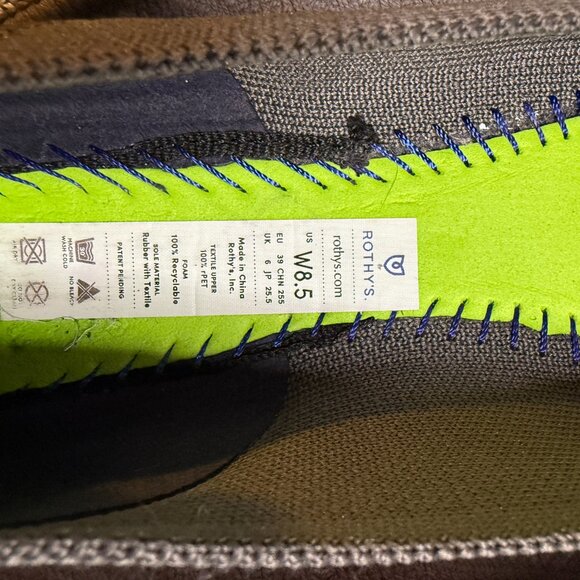 ROTHY'S®
rothys.com
US W8.5
EU 39 CHN 255
UK 6 JP 25.5
Made in China
Rothy's, Inc.
TEXTILE UPPER
100% rPET
FOAM
100% Recyclable
SOLE MATERIAL
Rubber with Textile
PATENT PENDING
MACHINE
WASH COLD
NO BLEACH